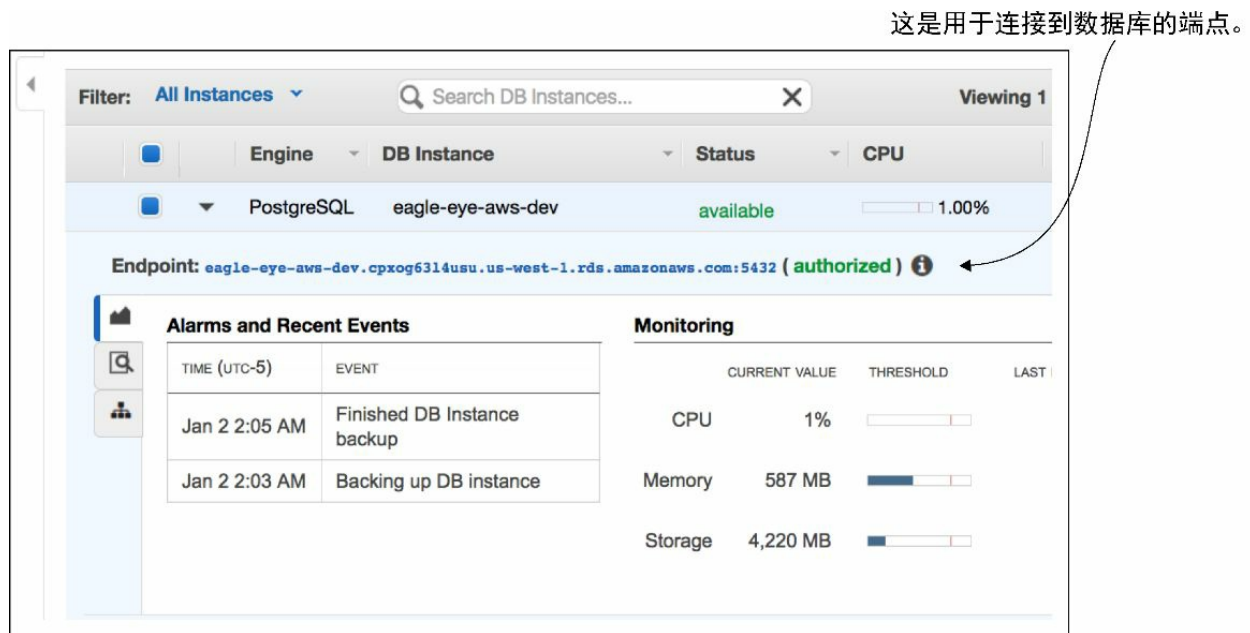 这是用于连接到数据库的端点。
Filter: All Instances Search DB Instances... Viewing 1
Engine DB Instance Status CPU
PostgreSQL eagle-eye-aws-dev available 1.00%
Endpoint: eagle-eye-aws-dev.cpxog6314usu.us-west-1.rds.amazonaws.com:5432 ( authorized )
Alarms and Recent Events
TIME (UTC-5) EVENT
Jan 2 2:05 AM Finished DB Instance
backup
Jan 2 2:03 AM Backing up DB instance
Monitoring
CURRENT VALUE THRESHOLD LAST
CPU 1%
Memory 587 MB
Storage 4,220 MB